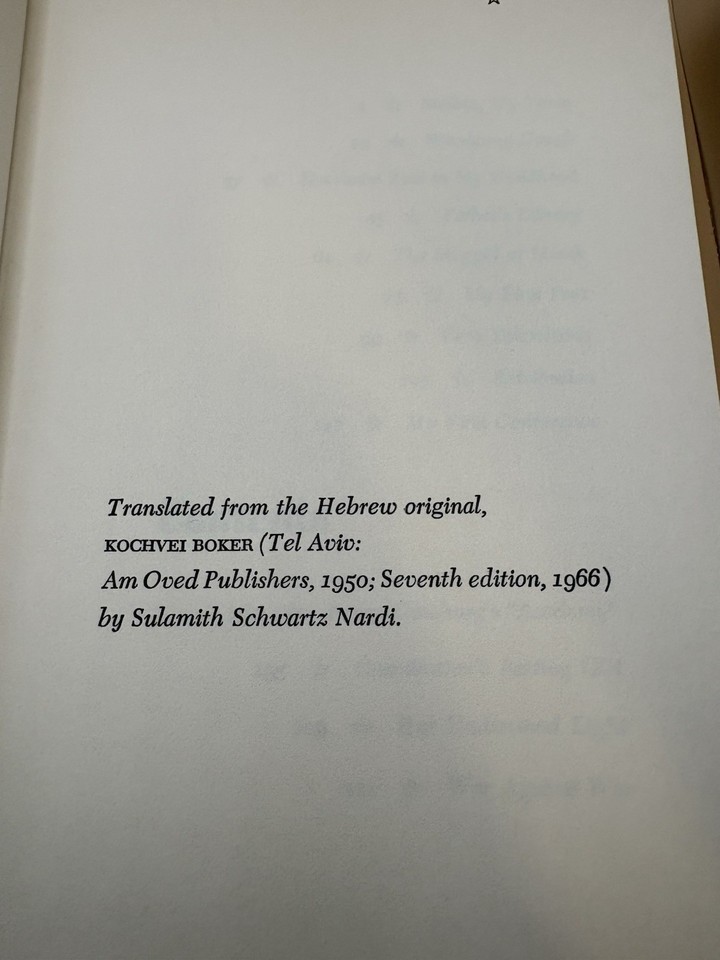 Translated from the Hebrew original,
KOCHVEI BOKER (Tel Aviv:
Am Oved Publishers, 1950; Seventh edition, 1966)
by Sulamith Schwartz Nardi.